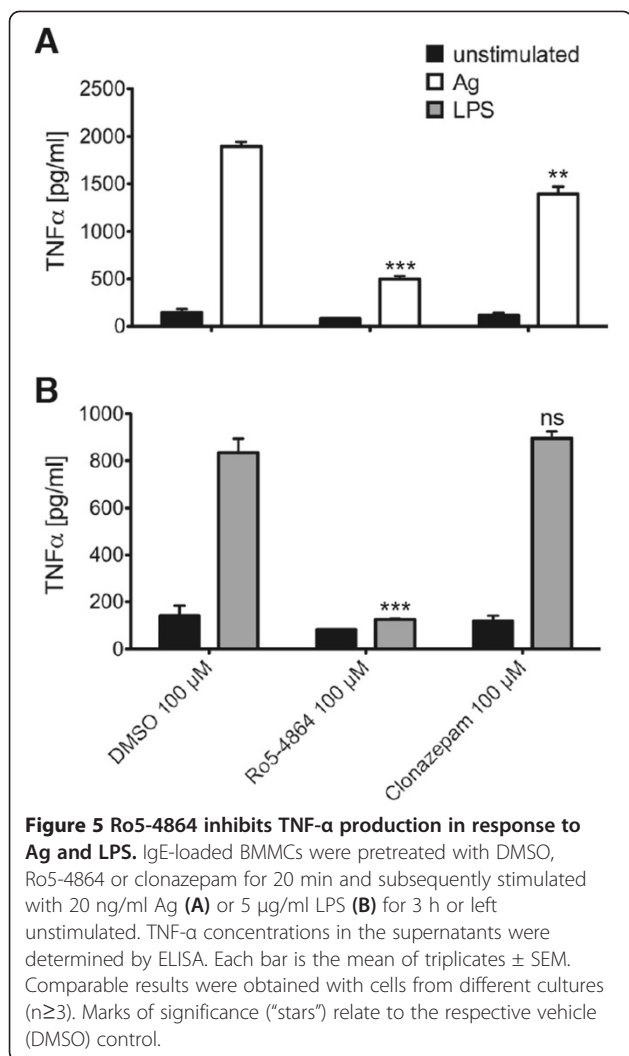 A
unstimulated
Ag
LPS
2500
2000
1500
1000
500
0
TNFα [pg/ml]
***
**
B
1000
800
600
400
200
0
TNFα [pg/ml]
***
ns
DMSO 100 µM
Ro5-4864 100 µM
Clonazepam 100 µM
Figure 5 Ro5-4864 inhibits TNF-α production in response to
Ag and LPS. IgE-loaded BMMCs were pretreated with DMSO,
Ro5-4864 or clonazepam for 20 min and subsequently stimulated
with 20 ng/ml Ag (A) or 5 µg/ml LPS (B) for 3 h or left
unstimulated. TNF-α concentrations in the supernatants were
determined by ELISA. Each bar is the mean of triplicates ± SEM.
Comparable results were obtained with cells from different cultures
(n≥3). Marks of significance (“stars”) relate to the respective vehicle
(DMSO) control.